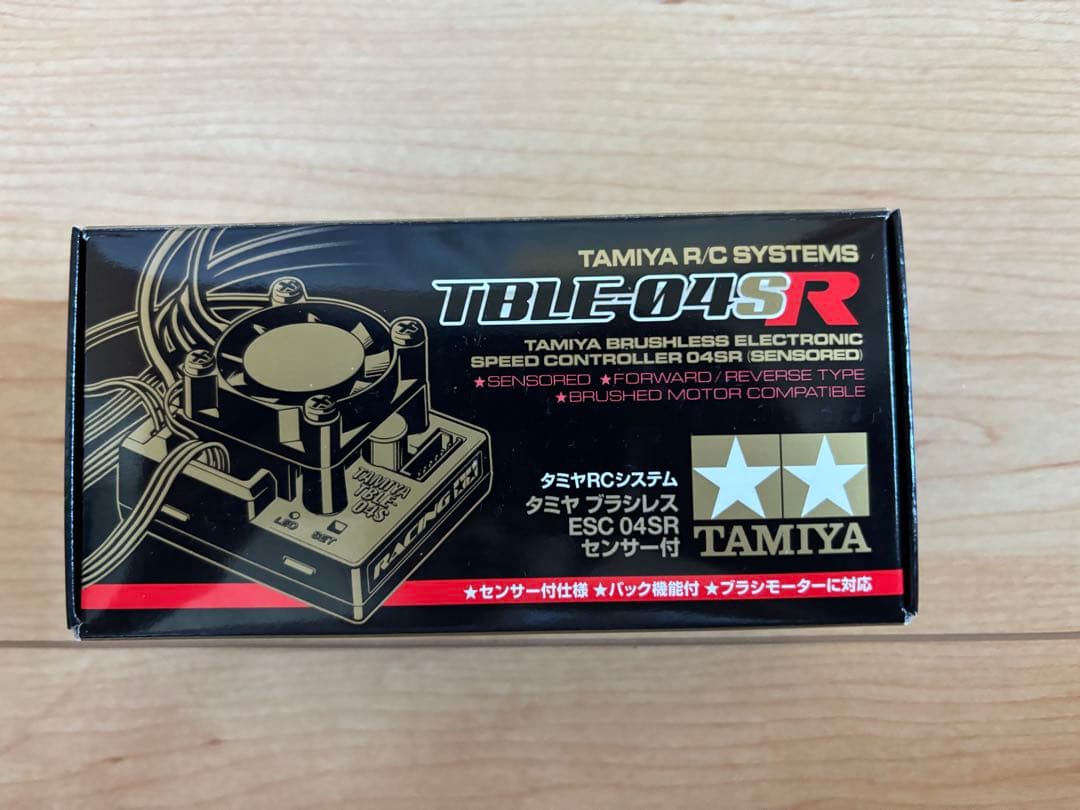 TAMIYA R/C SYSTEMS
TBLE-04SR
TAMIYA BRUSHLESS ELECTRONIC
SPEED CONTROLLER 04SR (SENSORED)
★SENSORED ★FORWARD/REVERSE TYPE
★BRUSHED MOTOR COMPATIBLE
タミヤRCシステム
タミヤ ブラシレス
ESC 04SR
センサー付
TAMIYA
TAMIYA
TBLE-
04S
LED
SET
RACING
★センサー付仕様 ★バック機能付 ★ブラシモーターに対応